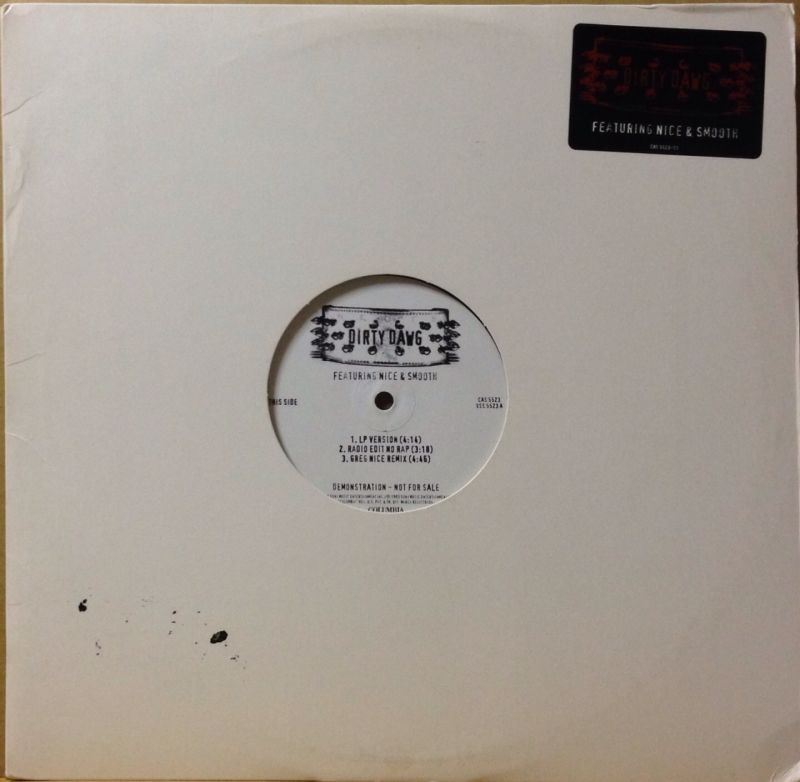 DIRTY DAWG
FEATURING NICE & SMOOTH
DIRTY DAWG
FEATURING NICE & SMOOTH
THIS SIDE
CAS 5523
1. LP VERSION (4:14)
2. RADIO EDIT NO RAP (3:18)
3. GREG NICE REMIX (4:46)
DEMONSTRATION - NOT FOR SALE
COLUMBIA